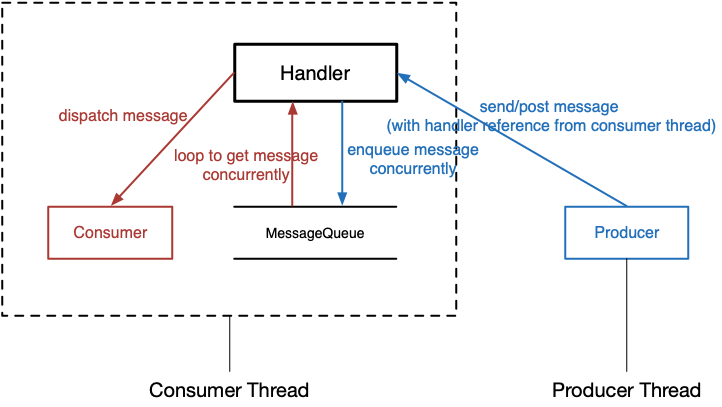 Handler
dispatch message
send/post message
(with handler reference from consumer thread)
loop to get message
concurrently
enqueue message
concurrently
Consumer
MessageQueue
Producer
Consumer Thread
Producer Thread